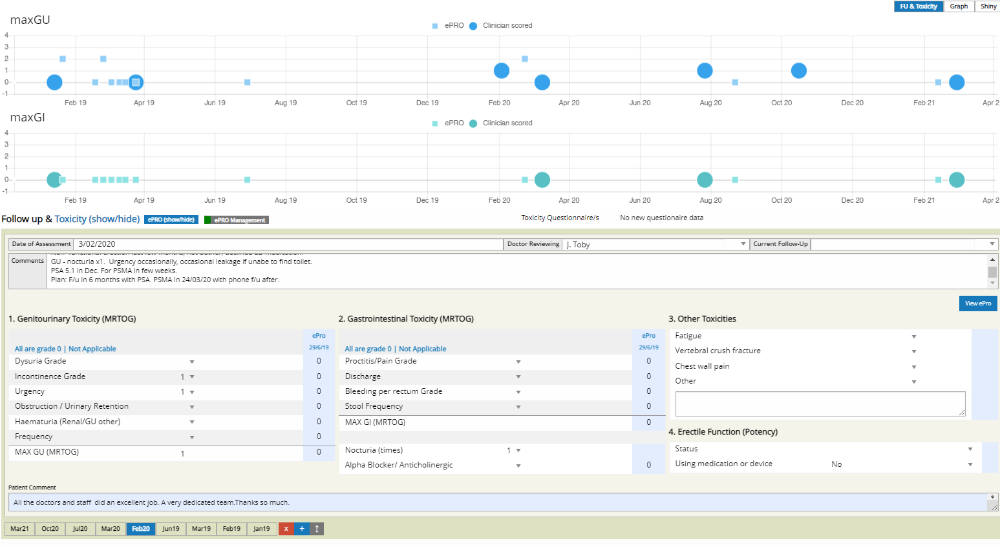 FU & Toxicity Graph Shiny
maxGU
ePRO Clinician scored
4
3
2
1
0
-1
Feb 19 Apr 19 Jun 19 Aug 19 Oct 19 Dec 19 Feb 20 Apr 20 Jun 20 Aug 20 Oct 20 Dec 20 Feb 21 Apr 2
maxGI
ePRO Clinician scored
4
3
2
1
0
-1
Feb 19 Apr 19 Jun 19 Aug 19 Oct 19 Dec 19 Feb 20 Apr 20 Jun 20 Aug 20 Oct 20 Dec 20 Feb 21 Apr 2
Follow up & Toxicity (show/hide) ePRO (show/hide) ePRO Management Toxicity Questionnaire/s No new questionaire data
Date of Assessment 3/02/2020 Doctor Reviewing J. Toby Current Follow-Up
Comments
Non-functional erection last few months, not bother, declined ED medication.
GU - nocturia x1. Urgency occasionally, occasional leakage if unabe to find toilet.
PSA 5.1 in Dec. For PSMA in few weeks.
Plan: F/u in 6 months with PSA. PSMA in 24/03/20 with phone f/u after.
View ePro
1. Genitourinary Toxicity (MRTOG)
ePro
All are grade 0 | Not Applicable 29/6/19
Dysuria Grade 0
Incontinence Grade 1 0
Urgency 1 0
Obstruction / Urinary Retention 0
Haematuria (Renal/GU other) 0
Frequency 0
MAX GU (MRTOG) 1 0
2. Gastrointestinal Toxicity (MRTOG)
ePro
All are grade 0 | Not Applicable 29/6/19
Proctitis/Pain Grade 0
Discharge 0
Bleeding per rectum Grade 0
Stool Frequency 0
MAX GI (MRTOG) 0
Nocturia (times) 1
Alpha Blocker/ Anticholinergic 0
3. Other Toxicities
Fatigue
Vertebral crush fracture
Chest wall pain
Other
4. Erectile Function (Potency)
Status
Using medication or device No
Patient Comment
All the doctors and staff did an excellent job. A very dedicated team.Thanks so much.
Mar21 Oct20 Jul20 Mar20 Feb20 Jun19 Mar19 Feb19 Jan19 x +